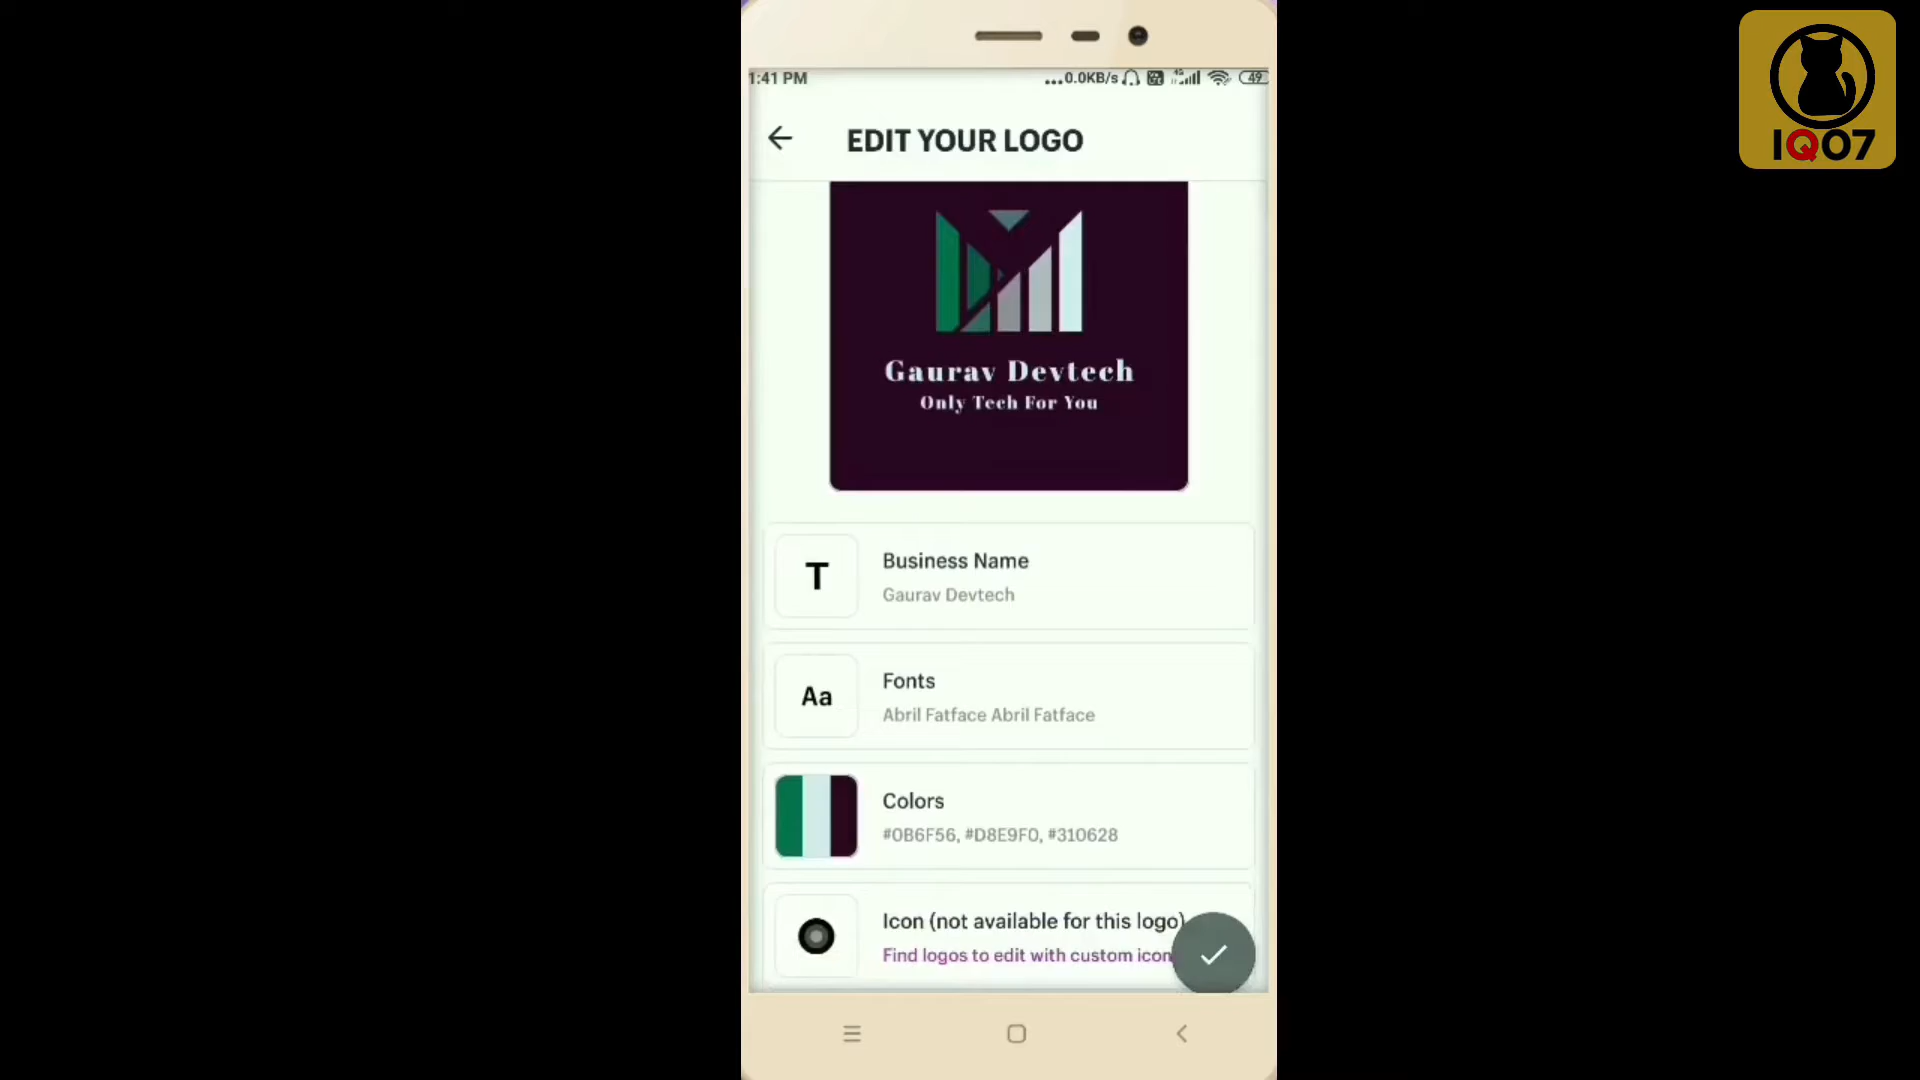 1:41 PM
...0.0KB/s
49
IQ07
EDIT YOUR LOGO
Gaurav Devtech
Only Tech For You
T
Business Name
Gaurav Devtech
Aa
Fonts
Abril Fatface Abril Fatface
Colors
#0B6F56, #D8E9F0, #310628
Icon (not available for this logo)
Find logos to edit with custom icon